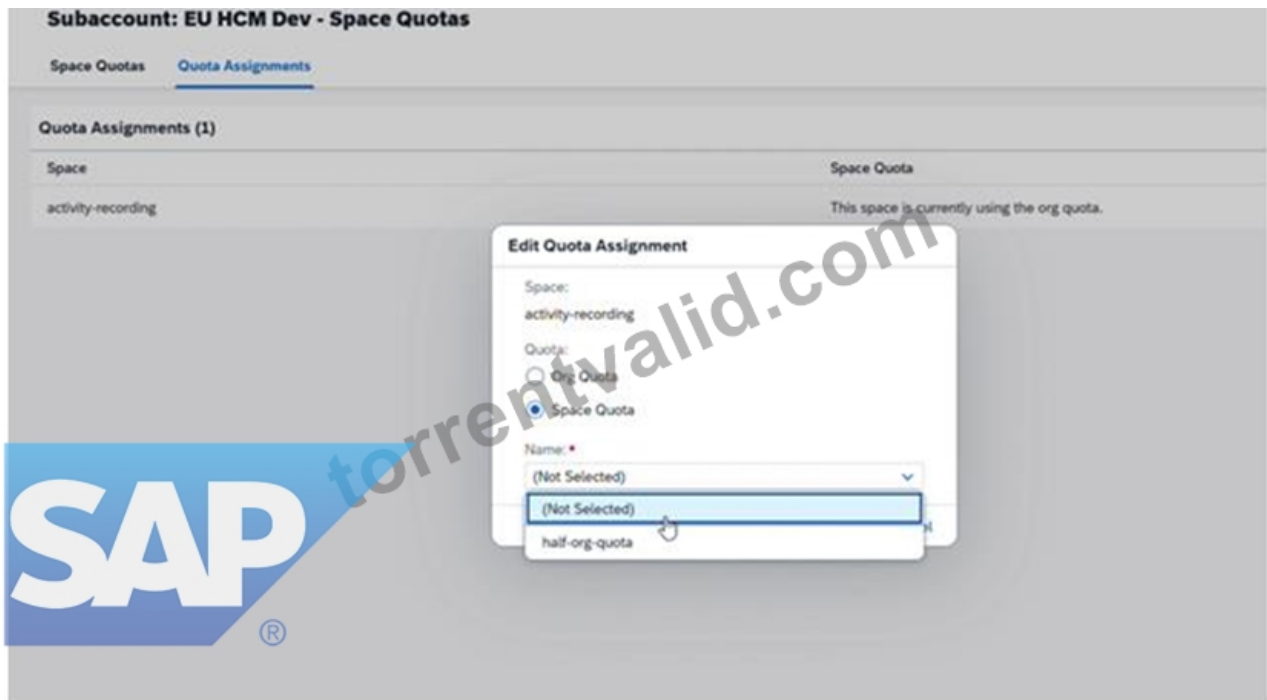 Subaccount: EU HCM Dev - Space Quotas
Space Quotas Quota Assignments
Quota Assignments (1)
Space Space Quota
activity-recording This space is currently using the org quota.
Edit Quota Assignment
Space:
activity-recording
Quota:
Org Quota
Space Quota
Name: *
(Not Selected)
(Not Selected)
half-org-quota
torrentvalid.com
SAP
®